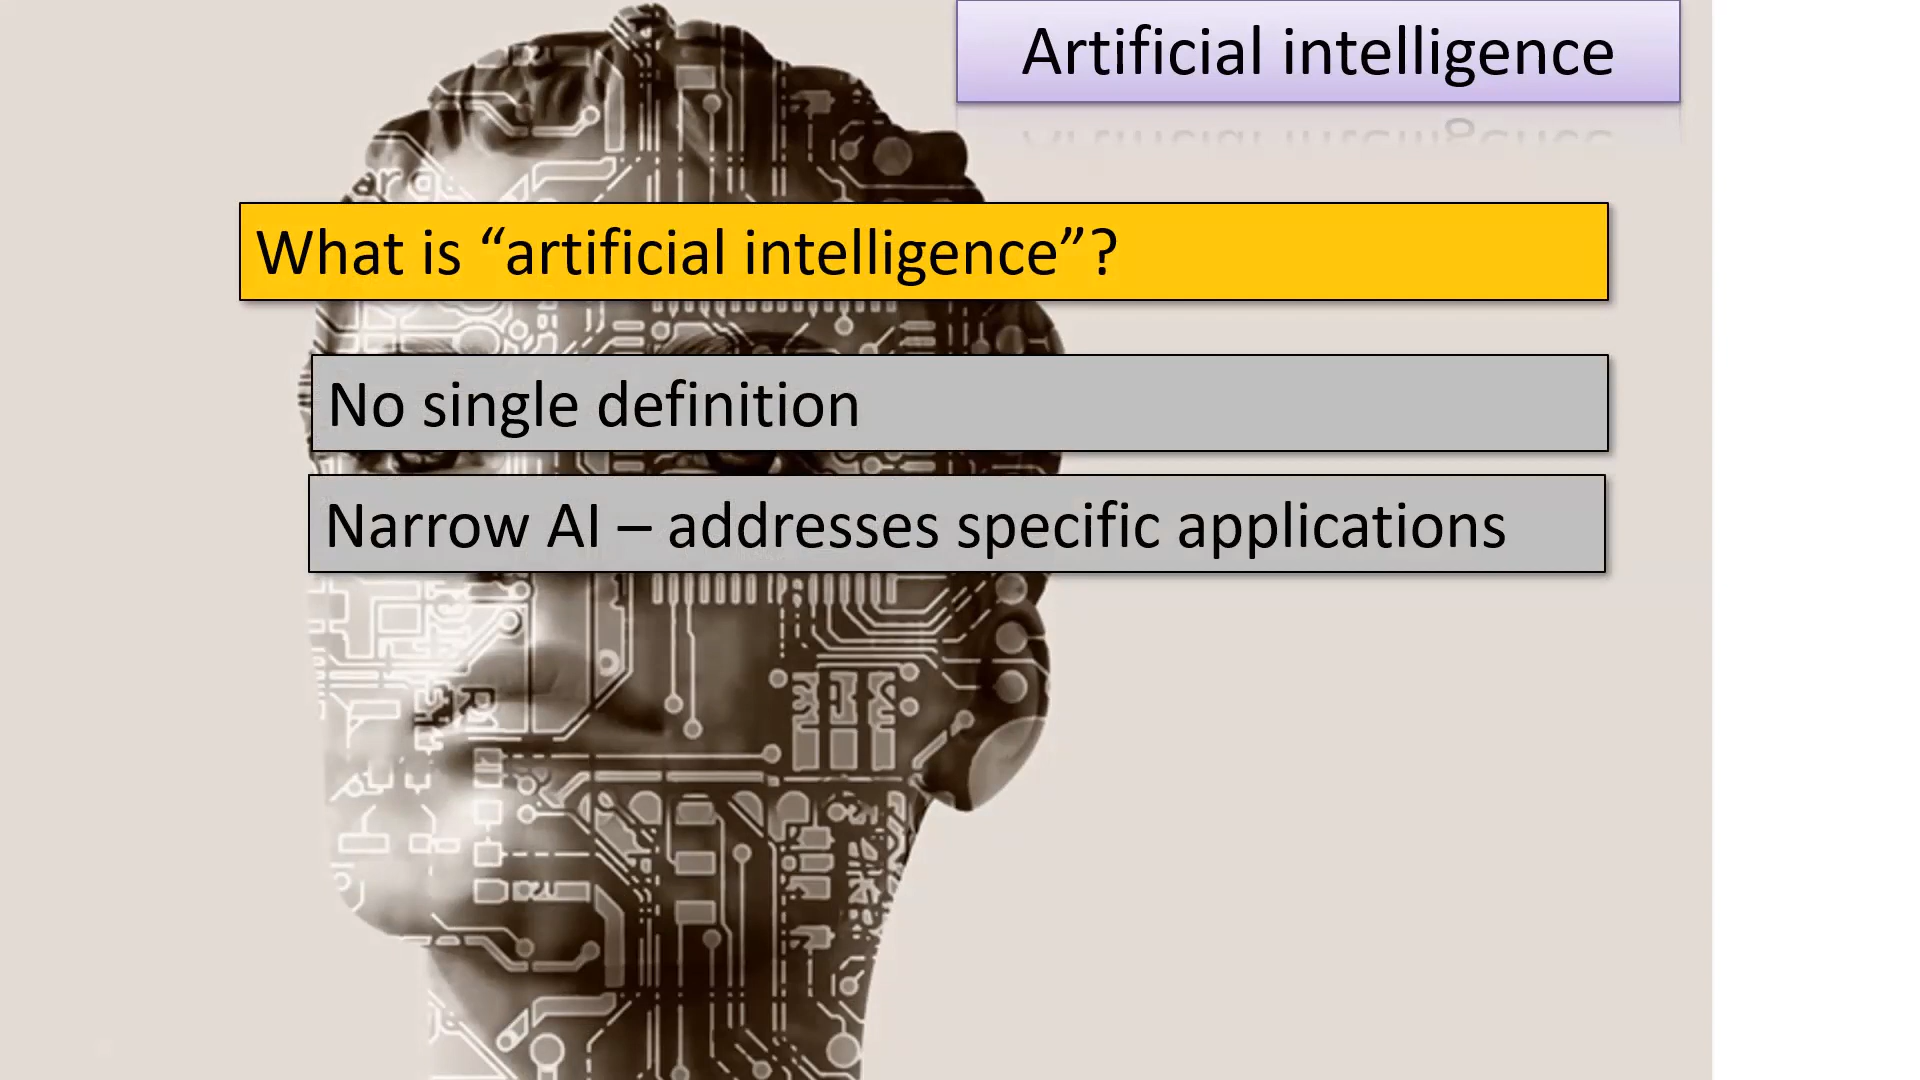 Artificial intelligence
What is “artificial intelligence”?
No single definition
Narrow AI – addresses specific applications